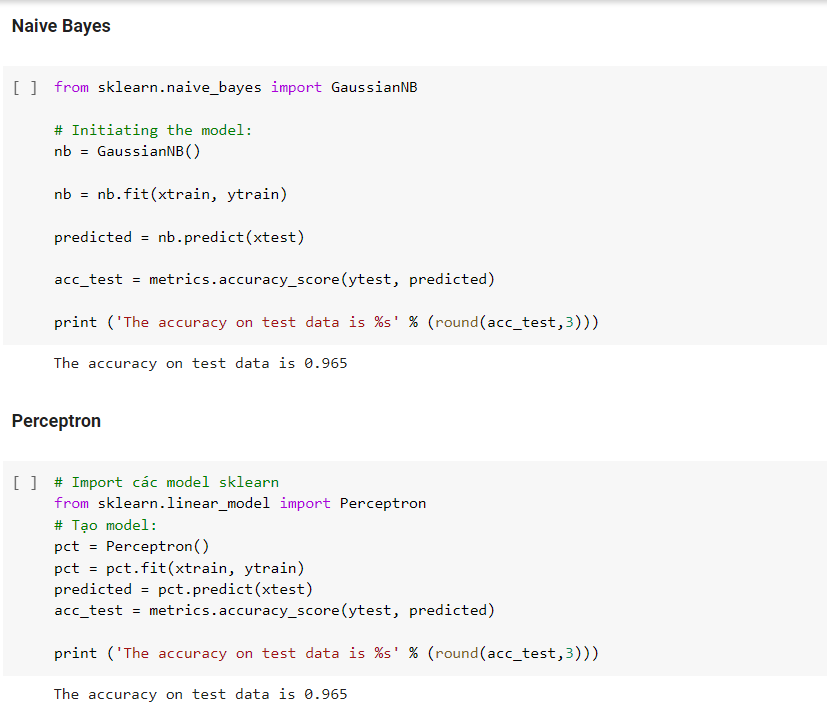 Naive Bayes
[ ] from sklearn.naive_bayes import GaussianNB
# Initiating the model:
nb = GaussianNB()
nb = nb.fit(xtrain, ytrain)
predicted = nb.predict(xtest)
acc_test = metrics.accuracy_score(ytest, predicted)
print ('The accuracy on test data is %s' % (round(acc_test,3)))
The accuracy on test data is 0.965
Perceptron
[ ] # Import các model sklearn
from sklearn.linear_model import Perceptron
# Tạo model:
pct = Perceptron()
pct = pct.fit(xtrain, ytrain)
predicted = pct.predict(xtest)
acc_test = metrics.accuracy_score(ytest, predicted)
print ('The accuracy on test data is %s' % (round(acc_test,3)))
The accuracy on test data is 0.965